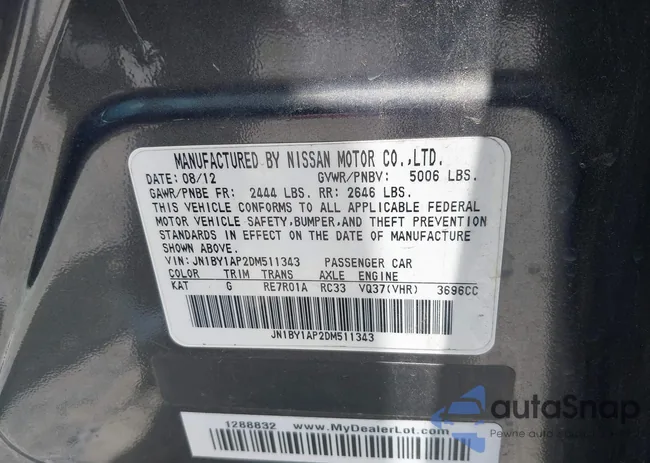 MANUFACTURED BY NISSAN MOTOR CO.,LTD.
DATE: 08/12 GVWR/PNBV: 5006 LBS.
GAWR/PNBE FR: 2444 LBS. RR: 2646 LBS.
THIS VEHICLE CONFORMS TO ALL APPLICABLE FEDERAL
MOTOR VEHICLE SAFETY,BUMPER,AND THEFT PREVENTION
STANDARDS IN EFFECT ON THE DATE OF MANUFACTURE
SHOWN ABOVE.
VIN: JN1BY1AP2DM511343 PASSENGER CAR
COLOR TRIM TRANS AXLE ENGINE
KAT G RE7R01A RC33 VQ37(VHR) 3696CC
JN1BY1AP2DM511343
1288832 www.MyDealerLot.com
autoSnap
Pewne auto